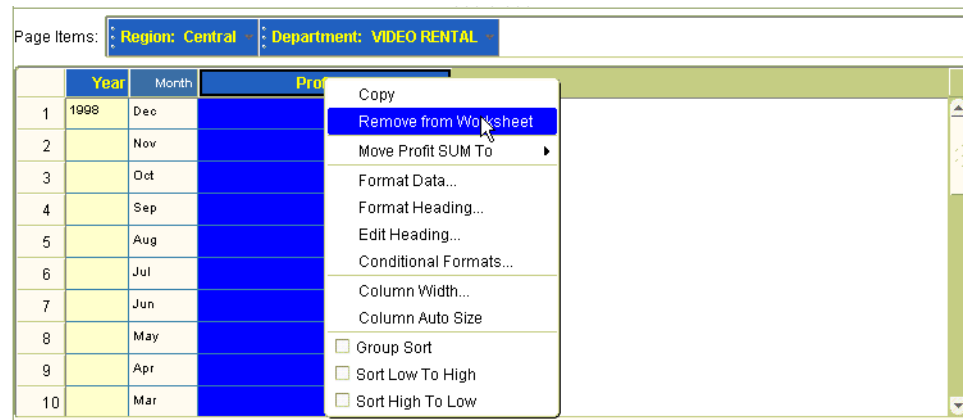 Page Items: Region: Central Department: VIDEO RENTAL
Year Month Prof
1 1998 Dec
2 Nov
3 Oct
4 Sep
5 Aug
6 Jul
7 Jun
8 May
9 Apr
10 Mar
Copy
Remove from Worksheet
Move Profit SUM To
Format Data...
Format Heading...
Edit Heading...
Conditional Formats...
Column Width...
Column Auto Size
Group Sort
Sort Low To High
Sort High To Low